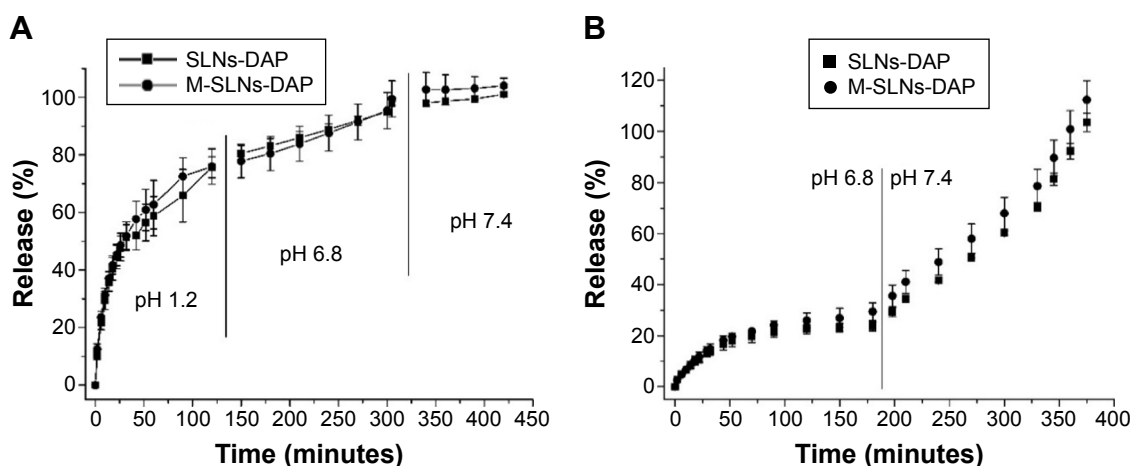 A
SLNs-DAP
M-SLNs-DAP
100
80
60
40
20
0
Release (%)
pH 1.2
pH 6.8
pH 7.4
0 50 100 150 200 250 300 350 400 450
Time (minutes)
B
SLNs-DAP
M-SLNs-DAP
120
100
80
60
40
20
0
Release (%)
pH 6.8 pH 7.4
0 50 100 150 200 250 300 350 400
Time (minutes)